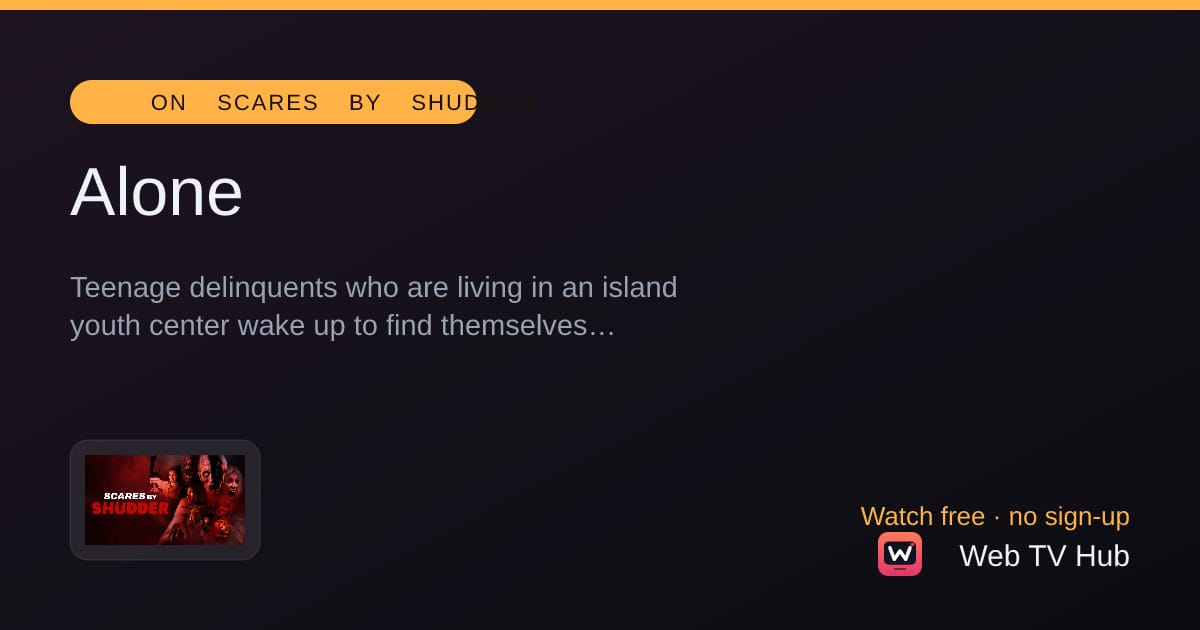 ON SCARES BY SHUDDER
Alone
Teenage delinquents who are living in an island
youth center wake up to find themselves…
SCARES BY
SHUDDER
Watch free · no sign-up
W
Web TV Hub